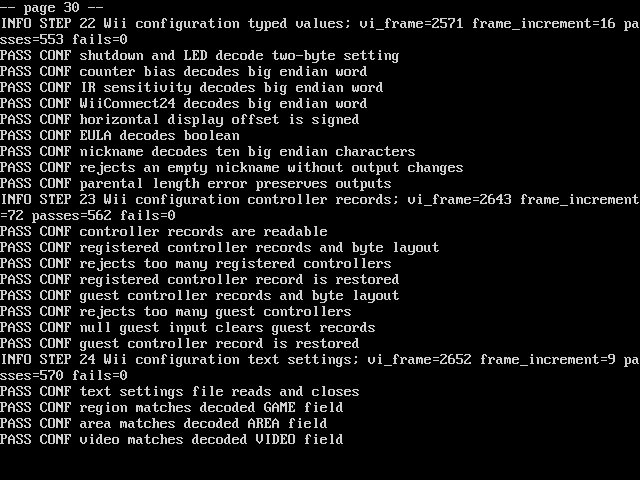 -- page 30 --
INFO STEP 22 Wii configuration typed values; vi_frame=2571 frame_increment=16 pa
sses=553 fails=0
PASS CONF shutdown and LED decode two-byte setting
PASS CONF counter bias decodes big endian word
PASS CONF IR sensitivity decodes big endian word
PASS CONF WiiConnect24 decodes big endian word
PASS CONF horizontal display offset is signed
PASS CONF EULA decodes boolean
PASS CONF nickname decodes ten big endian characters
PASS CONF rejects an empty nickname without output changes
PASS CONF parental length error preserves outputs
INFO STEP 23 Wii configuration controller records; vi_frame=2643 frame_increment
=72 passes=562 fails=0
PASS CONF controller records are readable
PASS CONF registered controller records and byte layout
PASS CONF rejects too many registered controllers
PASS CONF registered controller record is restored
PASS CONF guest controller records and byte layout
PASS CONF rejects too many guest controllers
PASS CONF null guest input clears guest records
PASS CONF guest controller record is restored
INFO STEP 24 Wii configuration text settings; vi_frame=2652 frame_increment=9 pa
sses=570 fails=0
PASS CONF text settings file reads and closes
PASS CONF region matches decoded GAME field
PASS CONF area matches decoded AREA field
PASS CONF video matches decoded VIDEO field